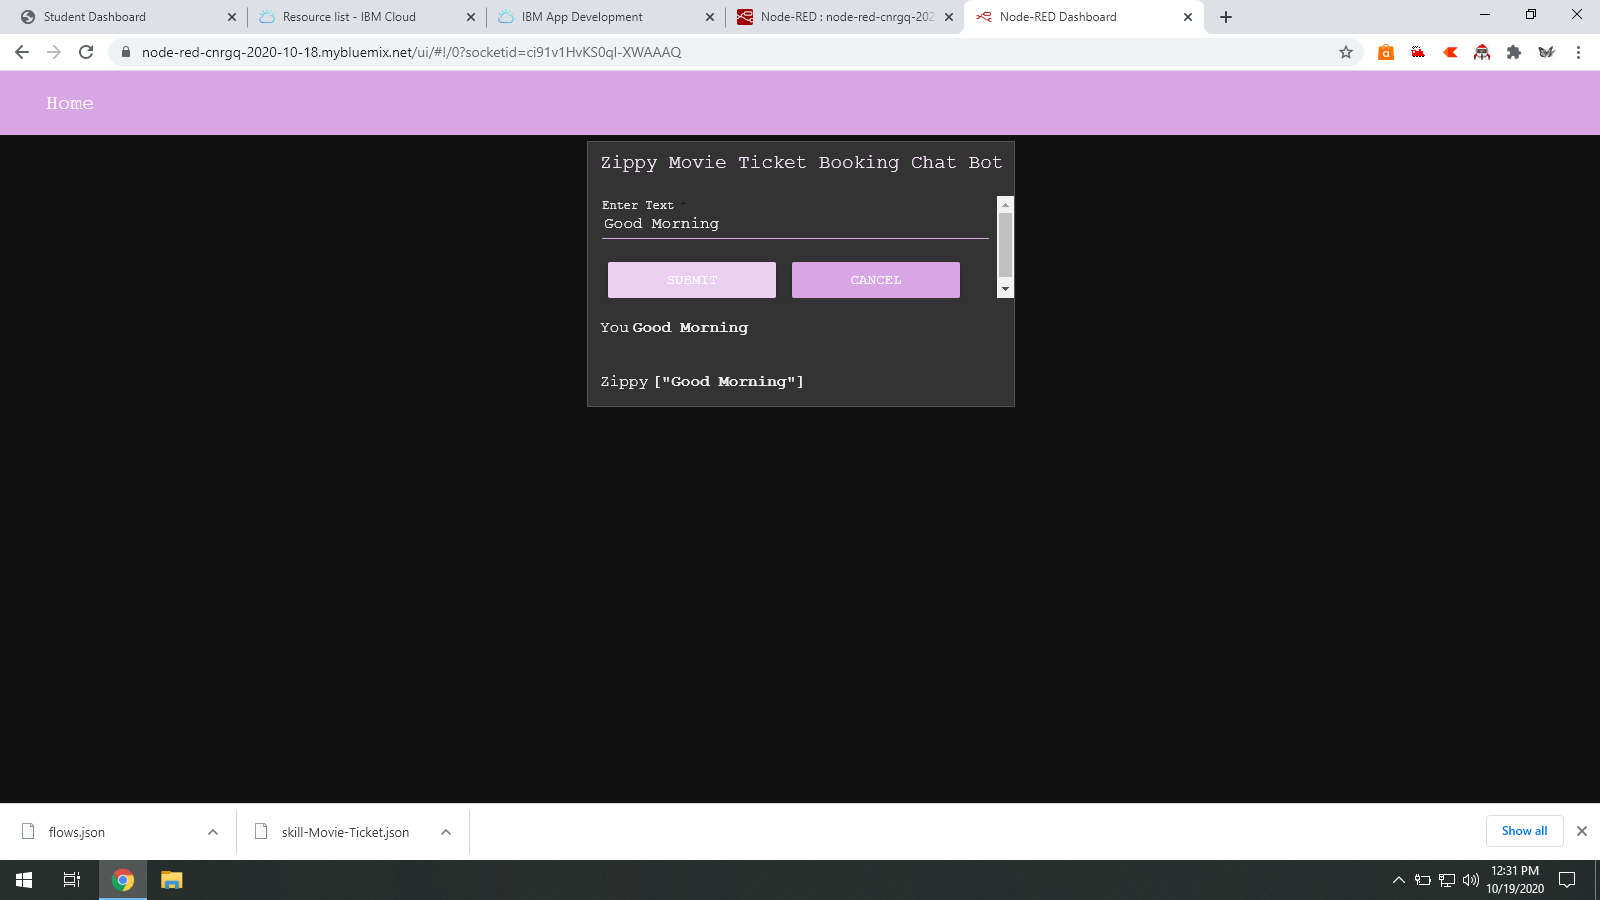 Student Dashboard
Resource list - IBM Cloud
IBM App Development
Node-RED : node-red-cnrgq-202
Node-RED Dashboard
node-red-cnrgq-2020-10-18.mybluemix.net/ui/#!/0?socketid=ci91v1HvKS0ql-XWAAAQ
Home
Zippy Movie Ticket Booking Chat Bot
Enter Text *
Good Morning
SUBMIT CANCEL
You Good Morning
Zippy ["Good Morning"]
flows.json
skill-Movie-Ticket.json
Show all
12:31 PM
10/19/2020